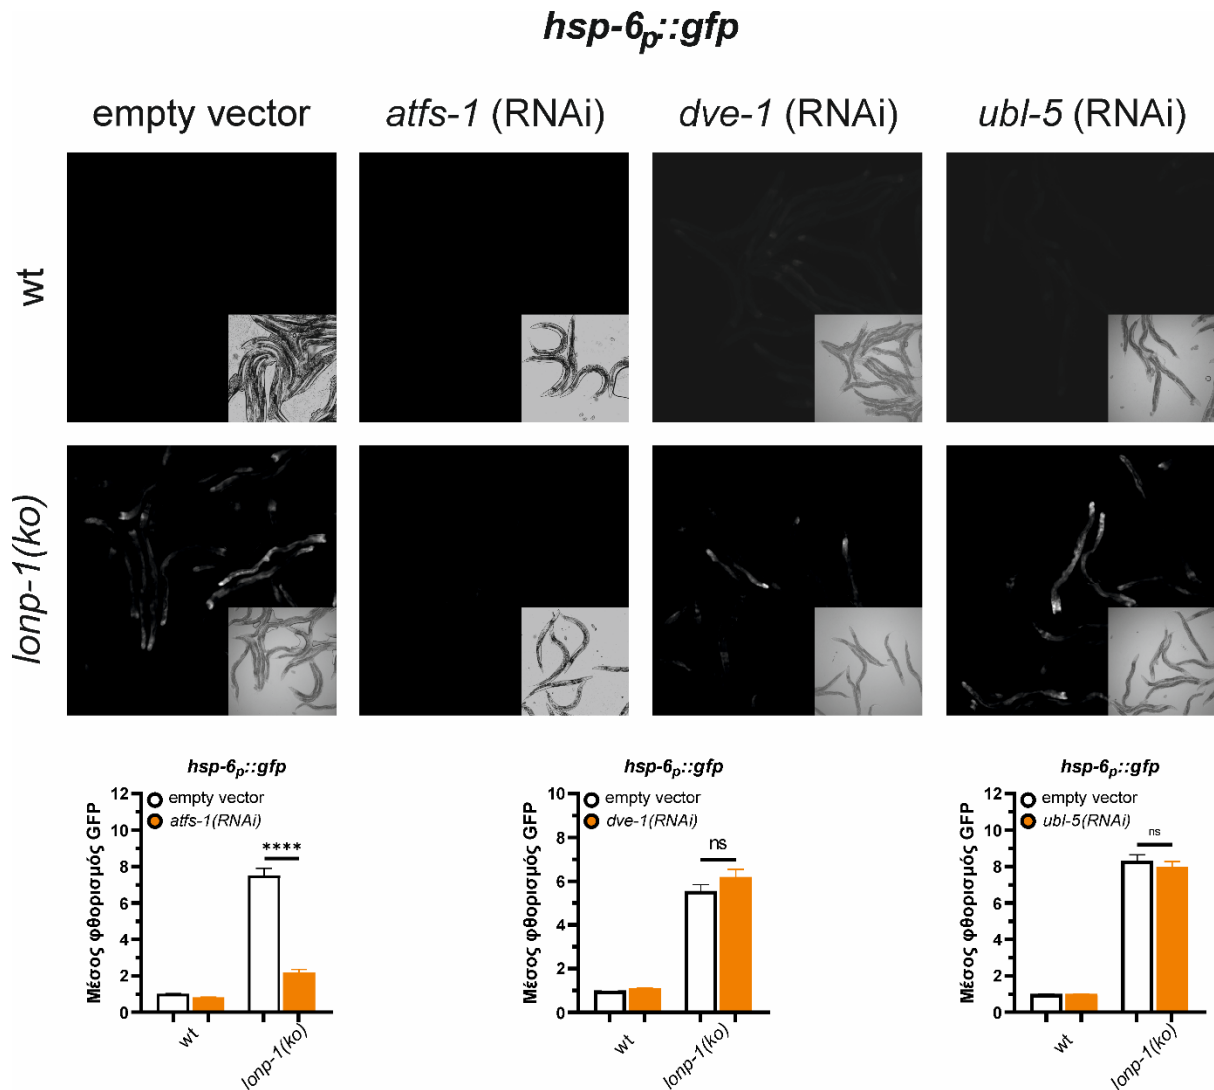 hsp-6p::gfp
empty vector
atfs-1 (RNAi)
dve-1 (RNAi)
ubl-5 (RNAi)
wt
lonp-1(ko)
hsp-6p::gfp
empty vector
atfs-1(RNAi)
Μέσος φθορισμός GFP
12
10
8
6
4
2
0
****
wt
lonp-1(ko)
hsp-6p::gfp
empty vector
dve-1(RNAi)
Μέσος φθορισμός GFP
10
8
6
4
2
0
ns
wt
lonp-1(ko)
hsp-6p::gfp
empty vector
ubl-5(RNAi)
Μέσος φθορισμός GFP
12
10
8
6
4
2
0
ns
wt
lonp-1(ko)